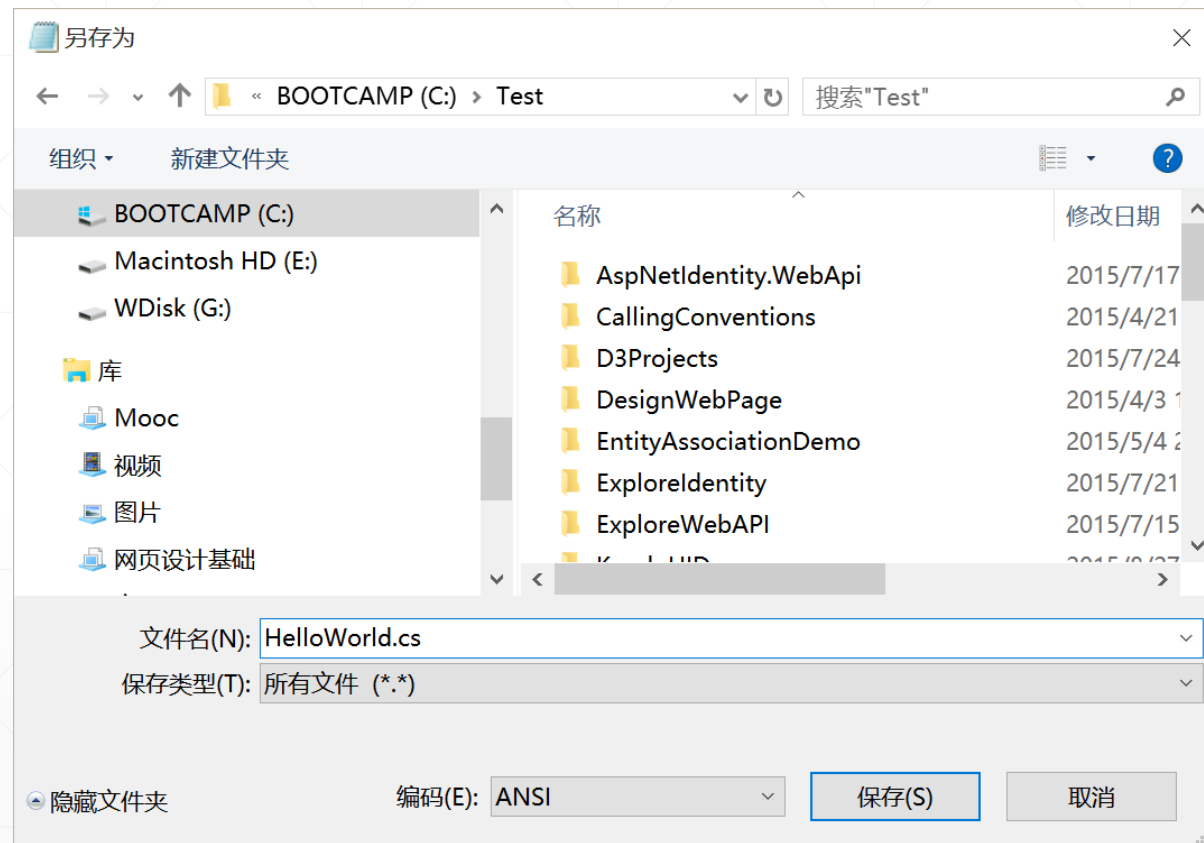 另存为
« BOOTCAMP (C:) › Test 搜索"Test"
组织 新建文件夹 ?
BOOTCAMP (C:)
Macintosh HD (E:)
WDisk (G:)
库
Mooc
视频
图片
网页设计基础
名称 修改日期
AspNetIdentity.WebApi 2015/7/17
CallingConventions 2015/4/21
D3Projects 2015/7/24
DesignWebPage 2015/4/3
EntityAssociationDemo 2015/5/4
ExploreIdentity 2015/7/21
ExploreWebAPI 2015/7/15
文件名(N): HelloWorld.cs
保存类型(T): 所有文件 (*.*)
隐藏文件夹 编码(E): ANSI 保存(S) 取消